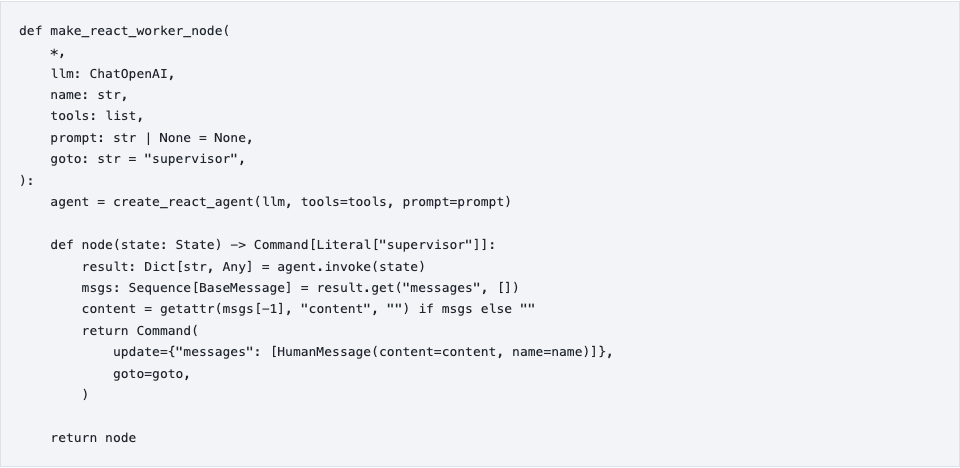 def make_react_worker_node(
    *,
    llm: ChatOpenAI,
    name: str,
    tools: list,
    prompt: str | None = None,
    goto: str = "supervisor",
):
    agent = create_react_agent(llm, tools=tools, prompt=prompt)

    def node(state: State) -> Command[Literal["supervisor"]]:
        result: Dict[str, Any] = agent.invoke(state)
        msgs: Sequence[BaseMessage] = result.get("messages", [])
        content = getattr(msgs[-1], "content", "") if msgs else ""
        return Command(
            update={"messages": [HumanMessage(content=content, name=name)]},
            goto=goto,
        )

    return node